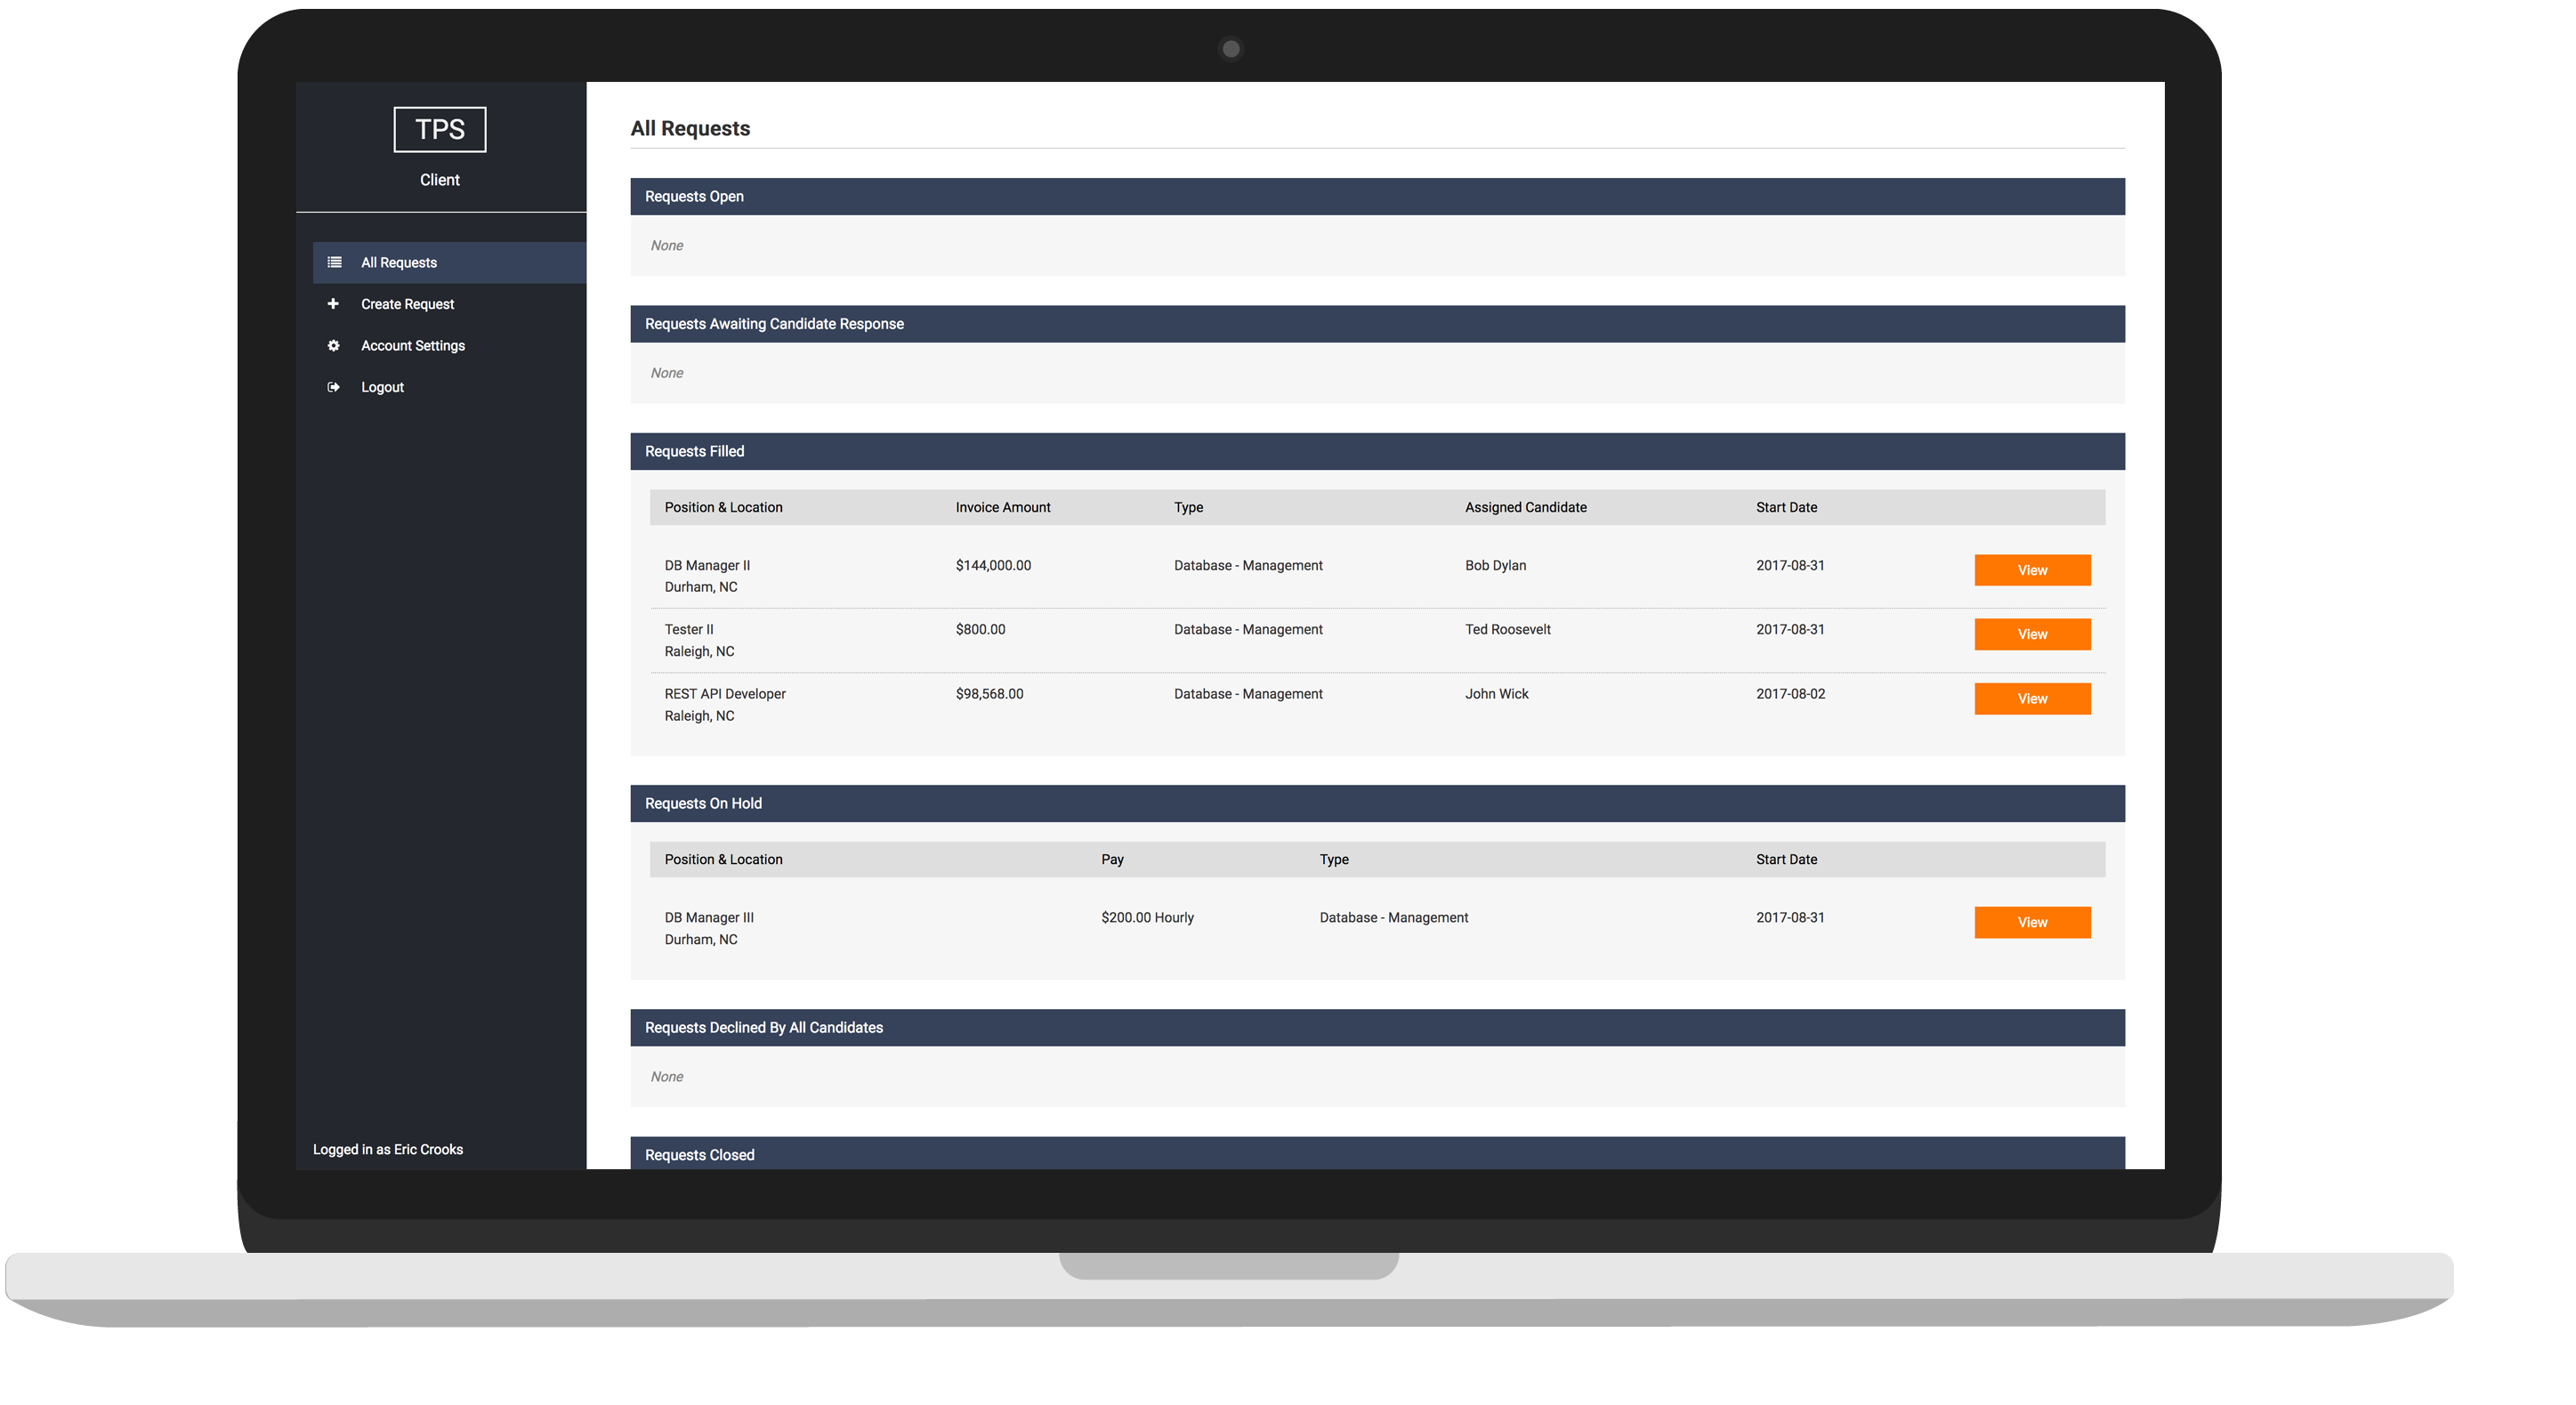 TPS
Client
All Requests
Create Request
Account Settings
Logout
Logged in as Eric Crooks
All Requests
Requests Open
None
Requests Awaiting Candidate Response
None
Requests Filled
Position & Location Invoice Amount Type Assigned Candidate Start Date
DB Manager II $144,000.00 Database - Management Bob Dylan 2017-08-31 View
Durham, NC
Tester II $800.00 Database - Management Ted Roosevelt 2017-08-31 View
Raleigh, NC
REST API Developer $98,568.00 Database - Management John Wick 2017-08-02 View
Raleigh, NC
Requests On Hold
Position & Location Pay Type Start Date
DB Manager III $200.00 Hourly Database - Management 2017-08-31 View
Durham, NC
Requests Declined By All Candidates
None
Requests Closed